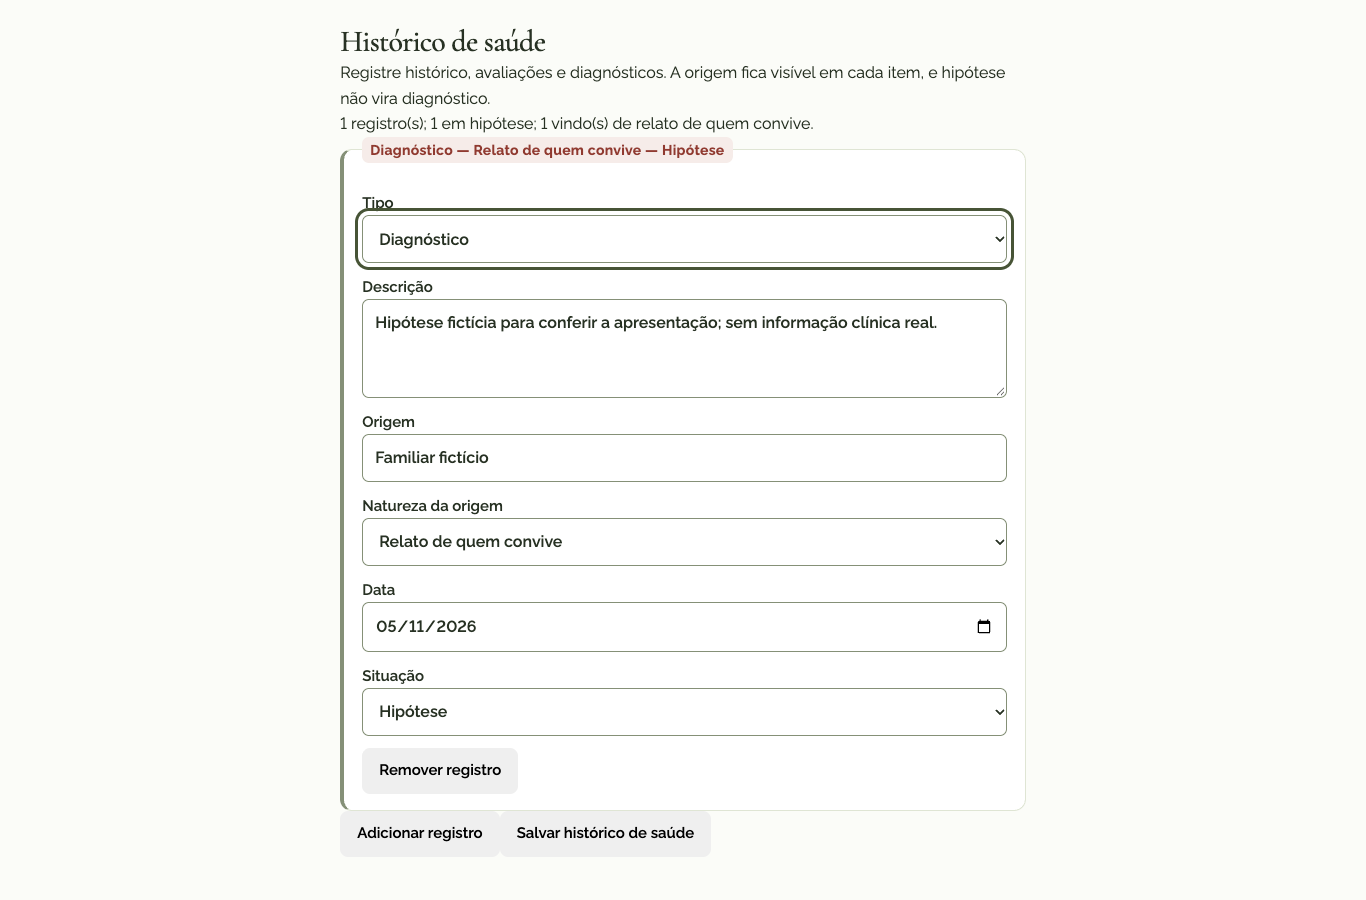 Histórico de saúde
Registre histórico, avaliações e diagnósticos. A origem fica visível em cada item, e hipótese
não vira diagnóstico.
1 registro(s); 1 em hipótese; 1 vindo(s) de relato de quem convive.
Diagnóstico — Relato de quem convive — Hipótese
Tipo
Diagnóstico
Descrição
Hipótese fictícia para conferir a apresentação; sem informação clínica real.
Origem
Familiar fictício
Natureza da origem
Relato de quem convive
Data
05/11/2026
Situação
Hipótese
Remover registro
Adicionar registro Salvar histórico de saúde